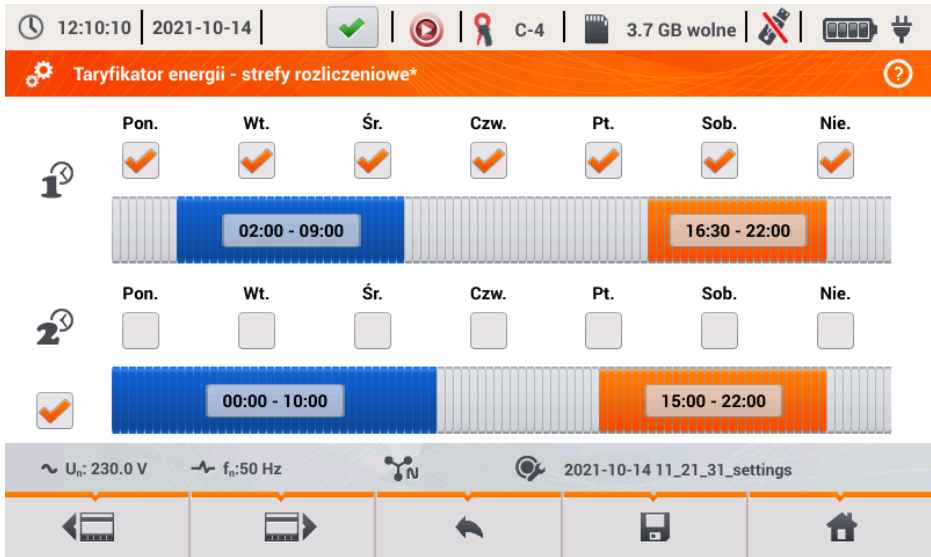 12:10:10 2021-10-14 C-4 3.7 GB wolne
Taryfikator energii - strefy rozliczeniowe* ?
Pon. Wt. Śr. Czw. Pt. Sob. Nie.
1
02:00 - 09:00 16:30 - 22:00
Pon. Wt. Śr. Czw. Pt. Sob. Nie.
2
00:00 - 10:00 15:00 - 22:00
Un: 230.0 V fn:50 Hz N 2021-10-14 11_21_31_settings